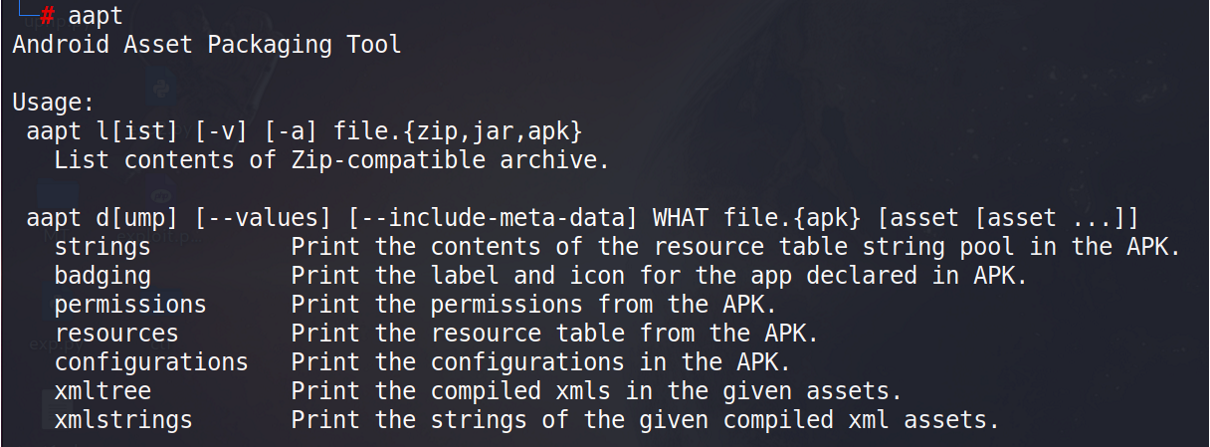 └─# aapt
Android Asset Packaging Tool
Usage:
aapt l[ist] [-v] [-a] file.{zip,jar,apk}
List contents of Zip-compatible archive.
aapt d[ump] [--values] [--include-meta-data] WHAT file.{apk} [asset [asset ...]]
strings Print the contents of the resource table string pool in the APK.
badging Print the label and icon for the app declared in APK.
permissions Print the permissions from the APK.
resources Print the resource table from the APK.
configurations Print the configurations in the APK.
xmltree Print the compiled xmls in the given assets.
xmlstrings Print the strings of the given compiled xml assets.